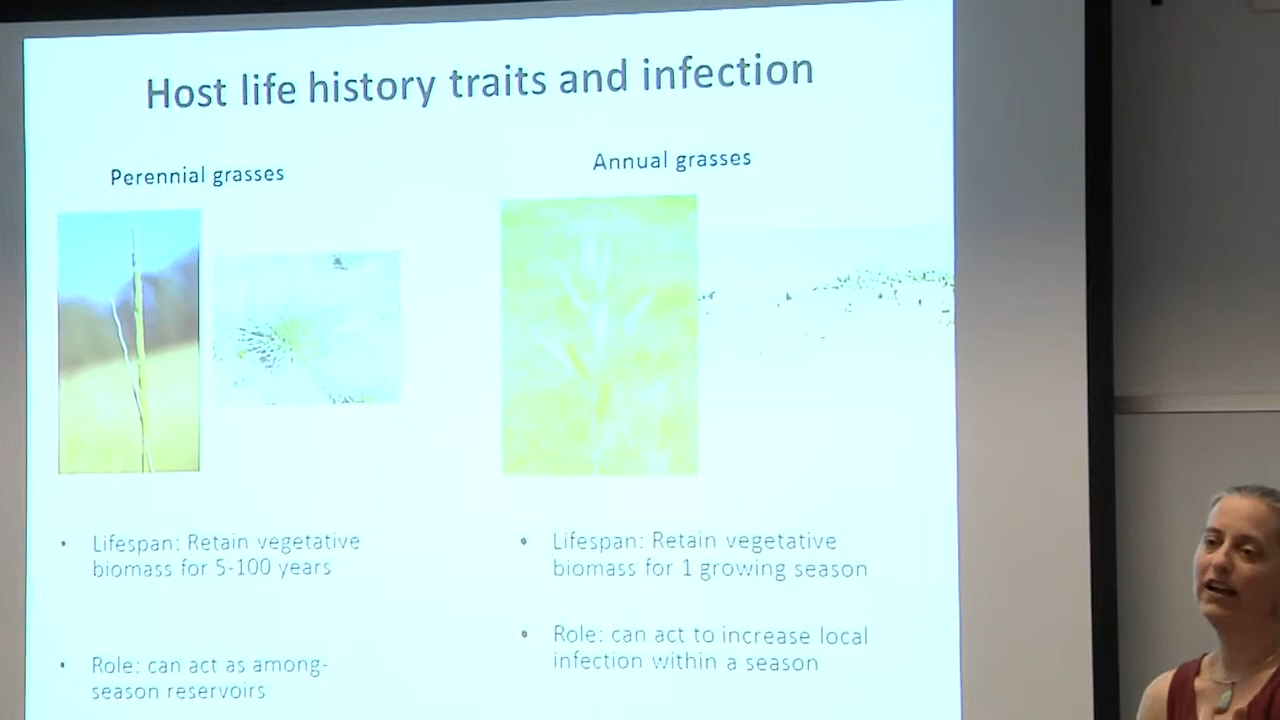 Host life history traits and infection
Perennial grasses
Annual grasses
• Lifespan: Retain vegetative
biomass for 5-100 years
• Role: can act as among-
season reservoirs
• Lifespan: Retain vegetative
biomass for 1 growing season
• Role: can act to increase local
infection within a season